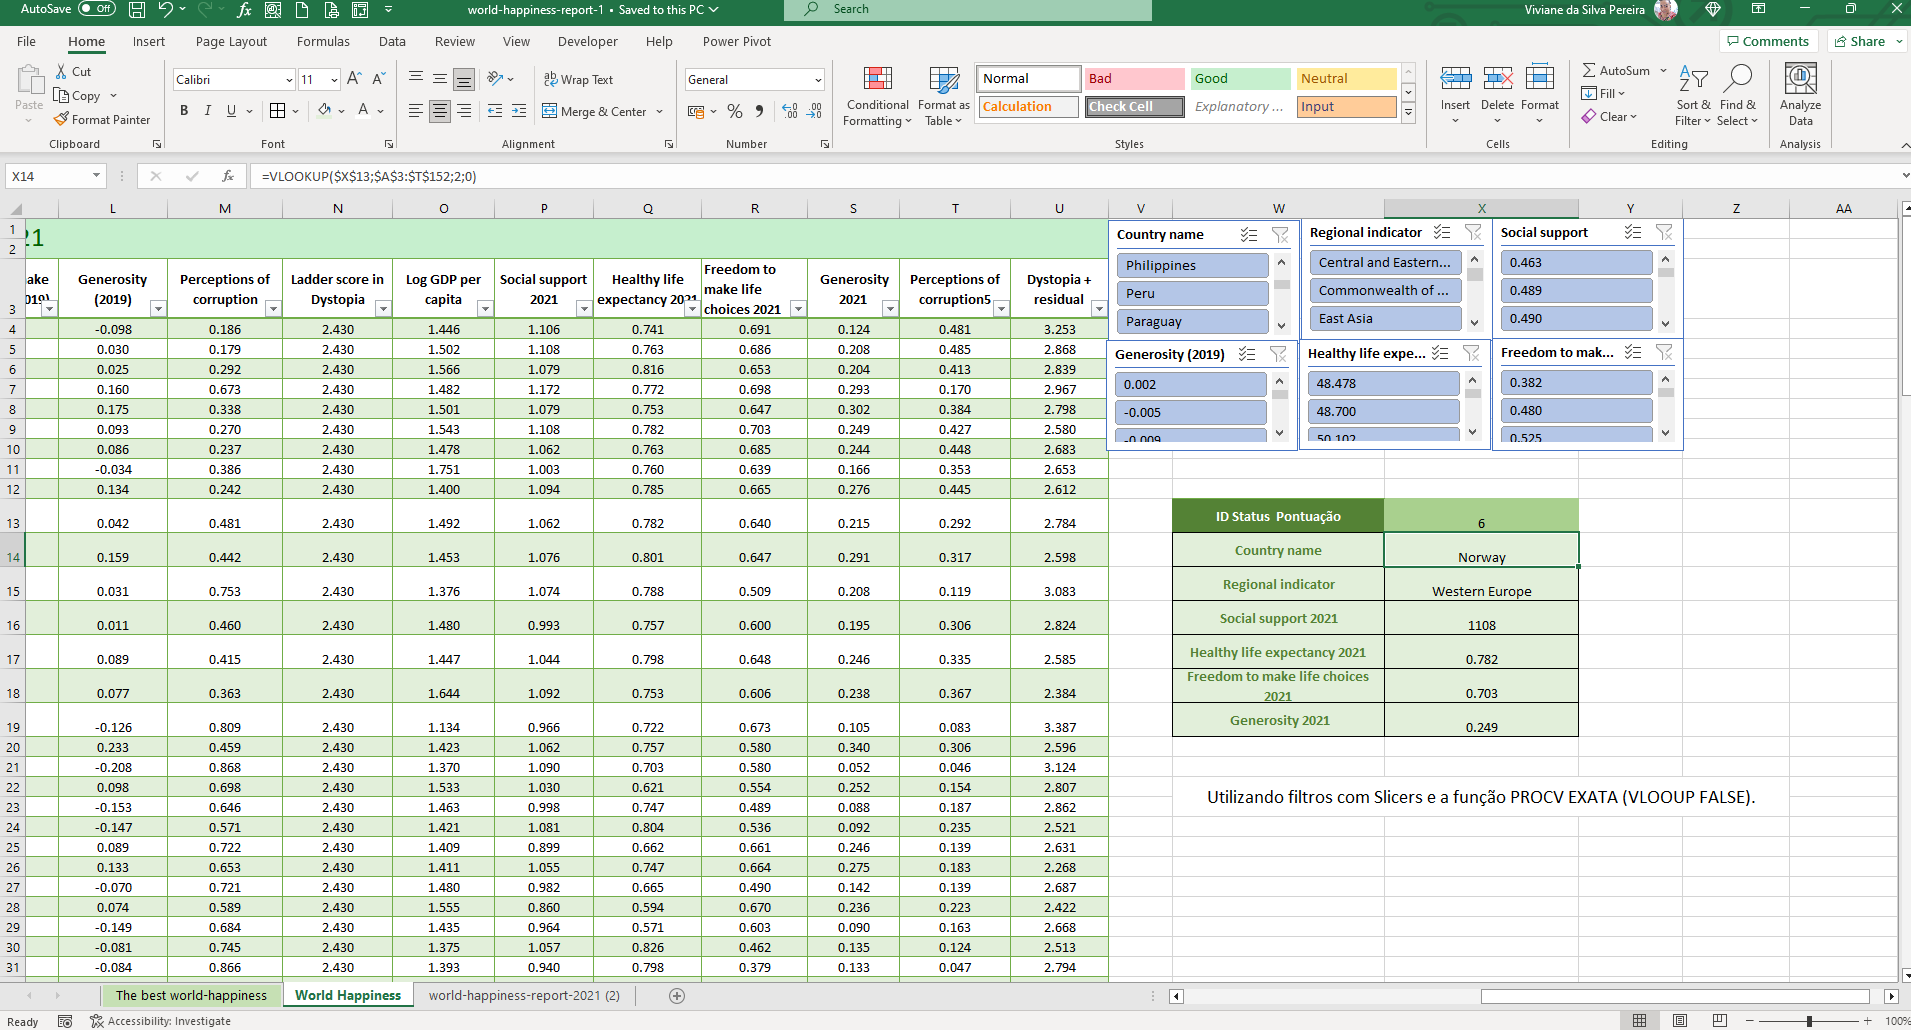 AutoSave Off world-happiness-report-1 • Saved to this PC Search Viviane da Silva Pereira
File Home Insert Page Layout Formulas Data Review View Developer Help Power Pivot Comments Share
Paste Cut Copy Format Painter Clipboard
Calibri 11 B I U A Font
ab Wrap Text Merge & Center Alignment
General % Number
Conditional Formatting Format as Table
Normal Bad Good Neutral
Calculation Check Cell Explanatory ... Input
Styles
Insert Delete Format Cells
AutoSum Fill Clear Sort & Filter Find & Select Editing
Analyze Data Analysis
X14 fx =VLOOKUP($X$13;$A$3:$T$152;2;0)
L M N O P Q R S T U V W X Y Z AA
1 21
2
3 ake 019) Generosity (2019) Perceptions of corruption Ladder score in Dystopia Log GDP per capita Social support 2021 Healthy life expectancy 2021 Freedom to make life choices 2021 Generosity 2021 Perceptions of corruption5 Dystopia + residual
4 -0.098 0.186 2.430 1.446 1.106 0.741 0.691 0.124 0.481 3.253
5 0.030 0.179 2.430 1.502 1.108 0.763 0.686 0.208 0.485 2.868
6 0.025 0.292 2.430 1.566 1.079 0.816 0.653 0.204 0.413 2.839
7 0.160 0.673 2.430 1.482 1.172 0.772 0.698 0.293 0.170 2.967
8 0.175 0.338 2.430 1.501 1.079 0.753 0.647 0.302 0.384 2.798
9 0.093 0.270 2.430 1.543 1.108 0.782 0.703 0.249 0.427 2.580
10 0.086 0.237 2.430 1.478 1.062 0.763 0.685 0.244 0.448 2.683
11 -0.034 0.386 2.430 1.751 1.003 0.760 0.639 0.166 0.353 2.653
12 0.134 0.242 2.430 1.400 1.094 0.785 0.665 0.276 0.445 2.612
13 0.042 0.481 2.430 1.492 1.062 0.782 0.640 0.215 0.292 2.784
14 0.159 0.442 2.430 1.453 1.076 0.801 0.647 0.291 0.317 2.598
15 0.031 0.753 2.430 1.376 1.074 0.788 0.509 0.208 0.119 3.083
16 0.011 0.460 2.430 1.480 0.993 0.757 0.600 0.195 0.306 2.824
17 0.089 0.415 2.430 1.447 1.044 0.798 0.648 0.246 0.335 2.585
18 0.077 0.363 2.430 1.644 1.092 0.753 0.606 0.238 0.367 2.384
19 -0.126 0.809 2.430 1.134 0.966 0.722 0.673 0.105 0.083 3.387
20 0.233 0.459 2.430 1.423 1.062 0.757 0.580 0.340 0.306 2.596
21 -0.208 0.868 2.430 1.370 1.090 0.703 0.580 0.052 0.046 3.124
22 0.098 0.698 2.430 1.533 1.030 0.621 0.554 0.252 0.154 2.807
23 -0.153 0.646 2.430 1.463 0.998 0.747 0.489 0.088 0.187 2.862
24 -0.147 0.571 2.430 1.421 1.081 0.804 0.536 0.092 0.235 2.521
25 0.089 0.722 2.430 1.409 0.899 0.662 0.661 0.246 0.139 2.631
26 0.133 0.653 2.430 1.411 1.055 0.747 0.664 0.275 0.183 2.268
27 -0.070 0.721 2.430 1.480 0.982 0.665 0.490 0.142 0.139 2.687
28 0.074 0.589 2.430 1.555 0.860 0.594 0.670 0.236 0.223 2.422
29 -0.149 0.684 2.430 1.435 0.964 0.571 0.603 0.090 0.163 2.668
30 -0.081 0.745 2.430 1.375 1.057 0.826 0.462 0.135 0.124 2.513
31 -0.084 0.866 2.430 1.393 0.940 0.798 0.379 0.133 0.047 2.794
Country name
Philippines
Peru
Paraguay
Regional indicator
Central and Eastern...
Commonwealth of ...
East Asia
Social support
0.463
0.489
0.490
Generosity (2019)
0.002
-0.005
-0.009
Healthy life expe...
48.478
48.700
50.102
Freedom to mak...
0.382
0.480
0.525
ID Status Pontuação 6
Country name Norway
Regional indicator Western Europe
Social support 2021 1108
Healthy life expectancy 2021 0.782
Freedom to make life choices 2021 0.703
Generosity 2021 0.249
Utilizando filtros com Slicers e a função PROCV EXATA (VLOOUP FALSE).
The best world-happiness World Happiness world-happiness-report-2021 (2)
Ready Accessibility: Investigate 100%